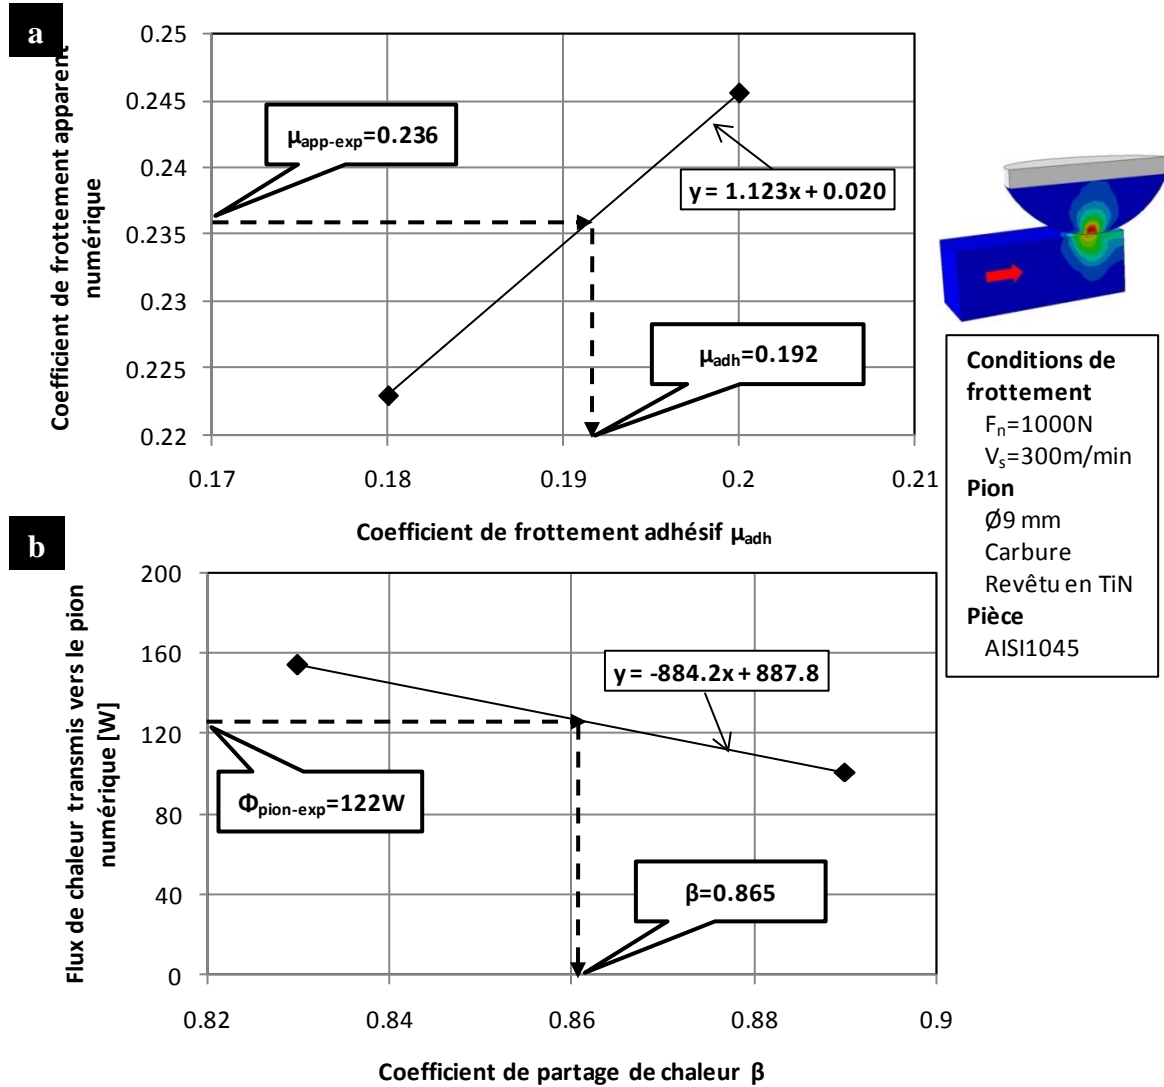 a
Coefficient de frottement apparent
numérique
0.25
0.245
0.24
0.235
0.23
0.225
0.22
μapp-exp=0.236
y = 1.123x + 0.020
μadh=0.192
0.17
0.18
0.19
0.2
0.21
Coefficient de frottement adhésif μadh
Conditions de
frottement
Fn=1000N
Vs=300m/min
Pion
Ø9 mm
Carbure
Revêtu en TiN
Pièce
AISI1045
b
Flux de chaleur transmis vers le pion
numérique [W]
200
160
120
80
40
0
y = -884.2x + 887.8
Φpion-exp=122W
β=0.865
0.82
0.84
0.86
0.88
0.9
Coefficient de partage de chaleur β